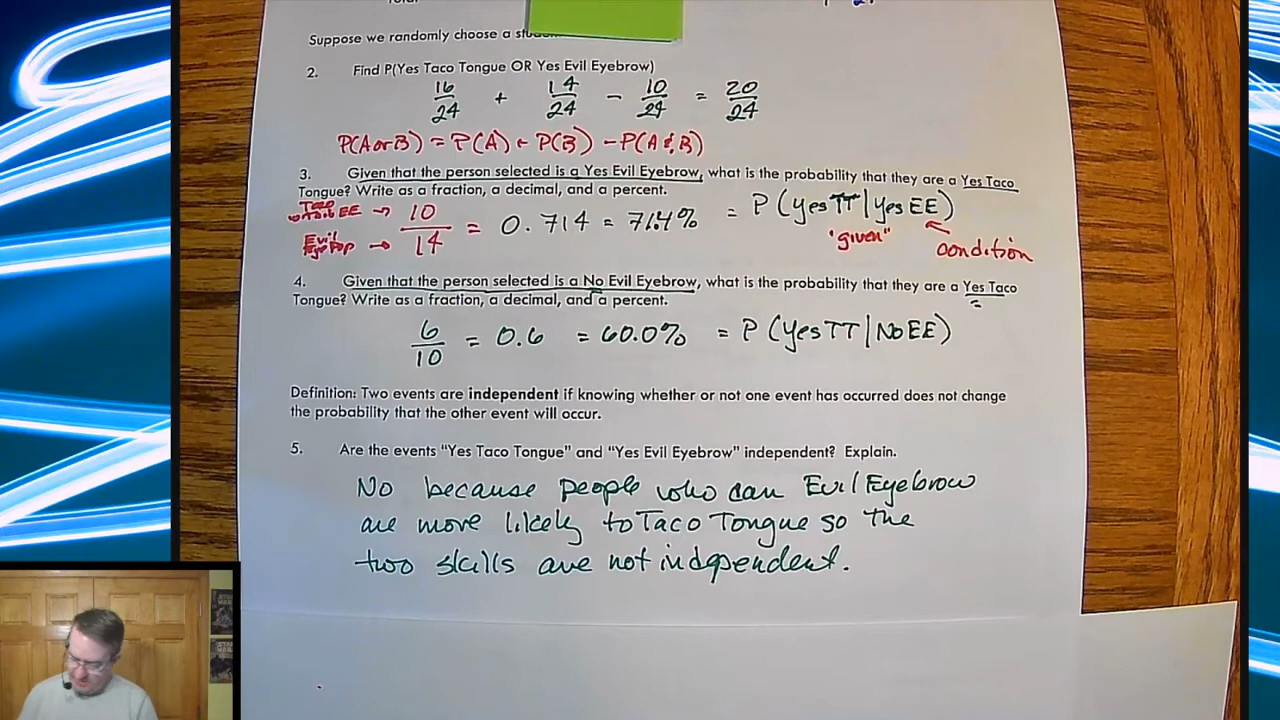 Suppose we randomly choose a stu
2. Find P(Yes Taco Tongue OR Yes Evil Eyebrow)
16/24 + 14/24 - 10/24 = 20/24
P(A or B) = P(A) + P(B) - P(A & B)
3. Given that the person selected is a Yes Evil Eyebrow, what is the probability that they are a Yes Taco
Tongue? Write as a fraction, a decimal, and a percent.
Taco EE → 10/14 = 0.714 = 71.4% = P(Yes TT | yes EE)
Evil →
"given"
condition
4. Given that the person selected is a No Evil Eyebrow, what is the probability that they are a Yes Taco
Tongue? Write as a fraction, a decimal, and a percent.
6/10 = 0.6 = 60.0% = P(Yes TT | No EE)
Definition: Two events are independent if knowing whether or not one event has occurred does not change
the probability that the other event will occur.
5. Are the events “Yes Taco Tongue” and “Yes Evil Eyebrow” independent? Explain.
No because people who can Evil Eyebrow
are more likely to Taco Tongue so the
two skills are not independent.